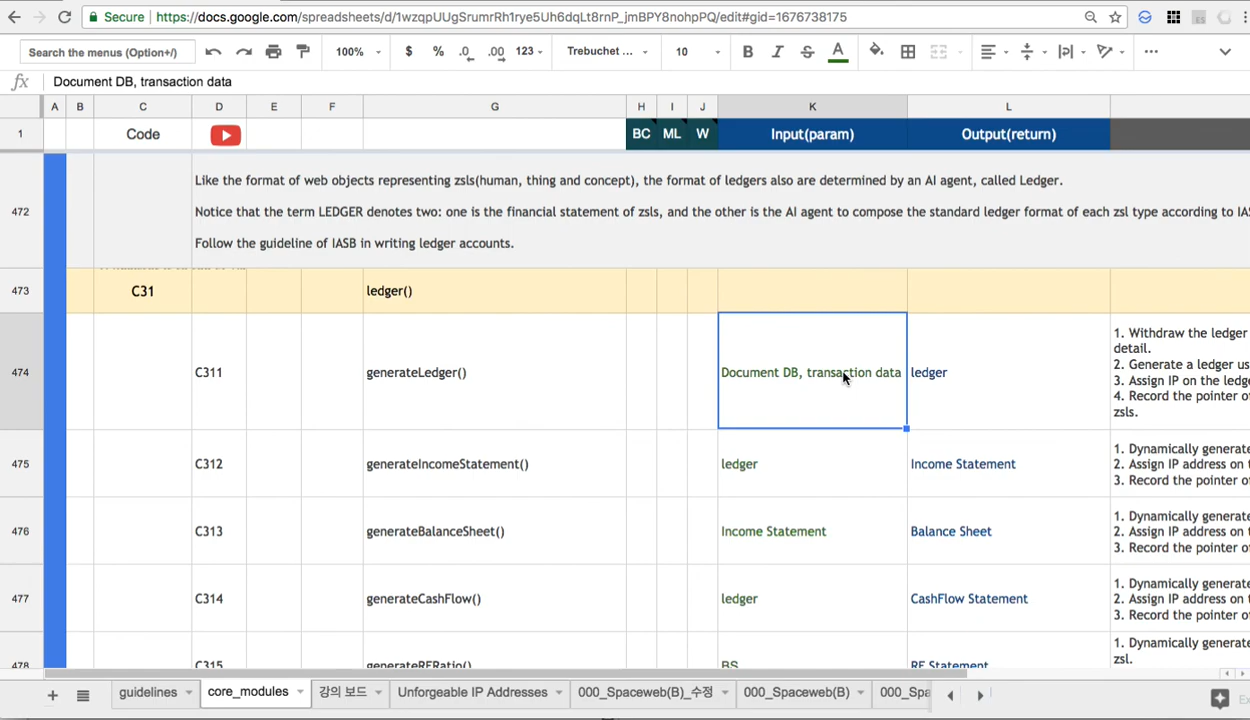 Secure https://docs.google.com/spreadsheets/d/1wzqpUUgSrumrRh1rye5Uh6dqLt8rnP_jmBPY8nohpPQ/edit#gid=1676738175
Search the menus (Option+/) 100% $ % .0 .00 123 Trebuchet ... 10 B I S A ...
fx Document DB, transaction data
A B C D E F G H I J K L
1 Code BC ML W Input(param) Output(return)
472
Like the format of web objects representing zsls(human, thing and concept), the format of ledgers also are determined by an AI agent, called Ledger.
Notice that the term LEDGER denotes two: one is the financial statement of zsls, and the other is the AI agent to compose the standard ledger format of each zsl type according to IAS
Follow the guideline of IASB in writing ledger accounts.
473 C31 ledger()
474 C311 generateLedger() Document DB, transaction data ledger
1. Withdraw the ledger
detail.
2. Generate a ledger us
3. Assign IP on the ledge
4. Record the pointer o
zsls.
475 C312 generateIncomeStatement() ledger Income Statement
1. Dynamically generate
2. Assign IP address on t
3. Record the pointer o
476 C313 generateBalanceSheet() Income Statement Balance Sheet
1. Dynamically generate
2. Assign IP address on t
3. Record the pointer o
477 C314 generateCashFlow() ledger CashFlow Statement
1. Dynamically generate
2. Assign IP address on t
3. Record the pointer o
478 C315 generateRERatio() BS RE Statement
1. Dynamically generate
zsl.
guidelines core_modules 강의 보드 Unforgeable IP Addresses 000_Spaceweb(B)_수정 000_Spaceweb(B) 000_Spa